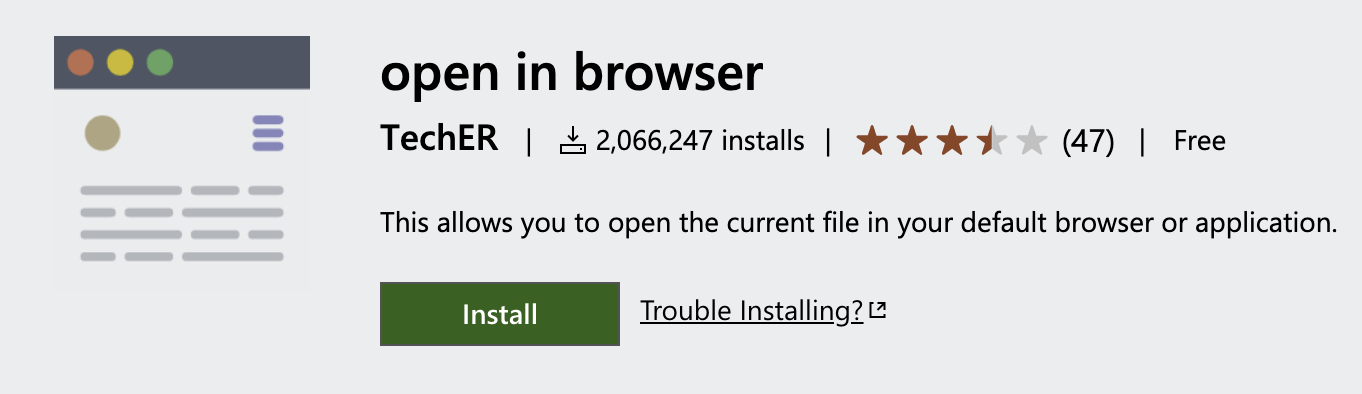 open in browser
TechER | 2,066,247 installs | (47) | Free
This allows you to open the current file in your default browser or application.
Install Trouble Installing?